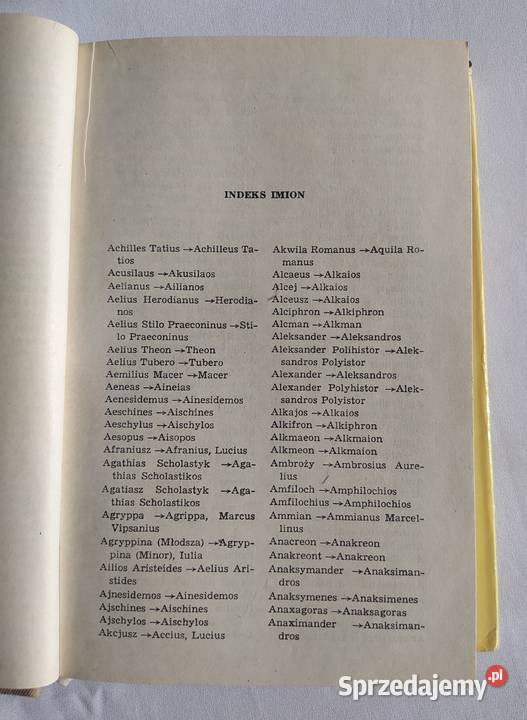 INDEKS IMION
Achilles Tatius →Achilleus Ta-
tios
Acusilaus →Akusilaos
Aelianus →Ailianos
Aelius Herodianus →Herodia-
nos
Aelius Stilo Praeconinus →Sti-
lo Praeconinus
Aelius Theon →Theon
Aelius Tubero →Tubero
Aemilius Macer →Macer
Aeneas →Aineias
Aenesidemus →Ainesidemos
Aeschines →Aischines
Aeschylus →Aischylos
Aesopus →Aisopos
Afraniusz →Afranius, Lucius
Agathias Scholastyk →Aga-
thias Scholastikos
Agatiasz Scholastyk →Aga-
thias Scholastikos
Agryppa →Agrippa, Marcus
Vipsanius
Agryppina (Młodsza) →Agryp-
pina (Minor), Iulia
Ailios Aristeides →Aelius Ari-
stides
Ajnesidemos →Ainesidemos
Ajschines →Aischines
Ajschylos →Aischylos
Akcjusz →Accius, Lucius
Akwila Romanus →Aquila Ro-
manus
Alcaeus →Alkaios
Alcej →Alkaios
Alceusz →Alkaios
Alciphron →Alkiphron
Alcman →Alkman
Aleksander →Aleksandros
Aleksander Polihistor →Alek-
sandros Polyistor
Alexander →Aleksandros
Alexander Polyhistor →Alek-
sandros Polyistor
Alkajos →Alkaios
Alkifron →Alkiphron
Alkmaeon →Alkmaion
Alkmeon →Alkmaion
Ambroży →Ambrosius Aure-
lius
Amfiloch →Amphilochios
Amfilochius →Amphilochios
Ammian →Ammianus Marcel-
linus
Anacreon →Anakreon
Anakreont →Anakreon
Anaksymander →Anaksiman-
dros
Anaksymenes →Anaksimenes
Anaxagoras →Anaksagoras
Anaximander →Anaksiman-
dros
Sprzedajemy.pl